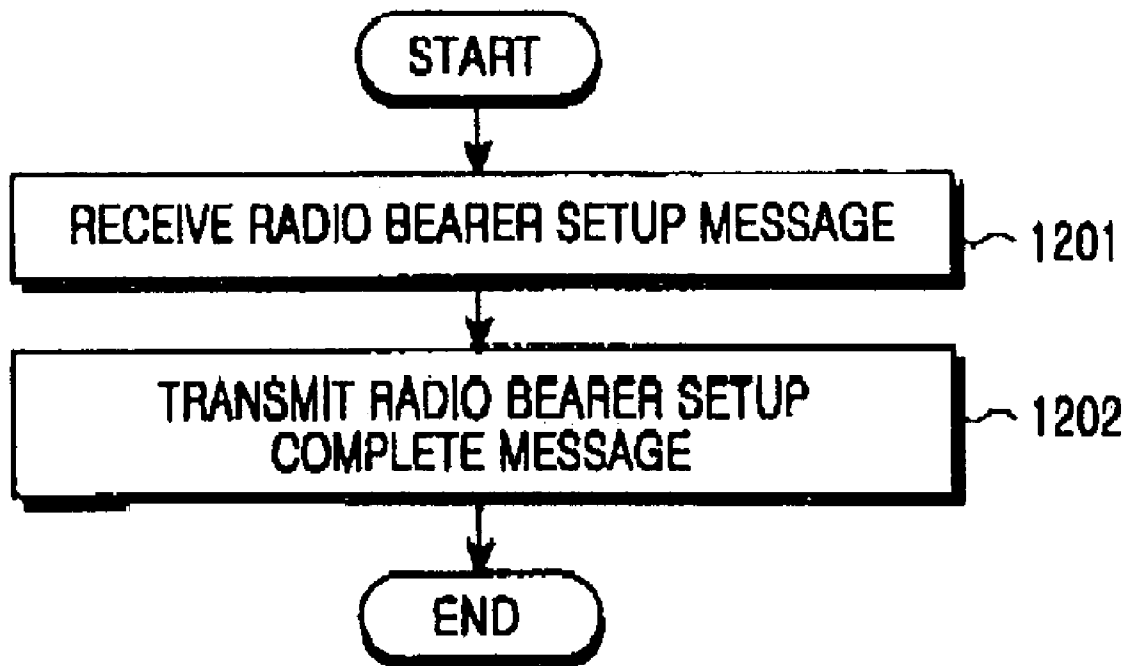 START
RECEIVE RADIO BEARER SETUP MESSAGE
1201
TRANSMIT RADIO BEARER SETUP
COMPLETE MESSAGE
1202
END